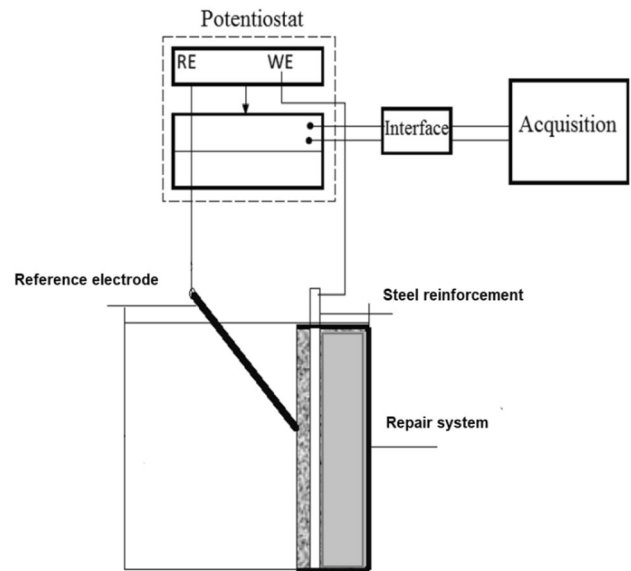 Potentiostat
RE WE
Interface
Acquisition
Reference electrode
Steel reinforcement
Repair system